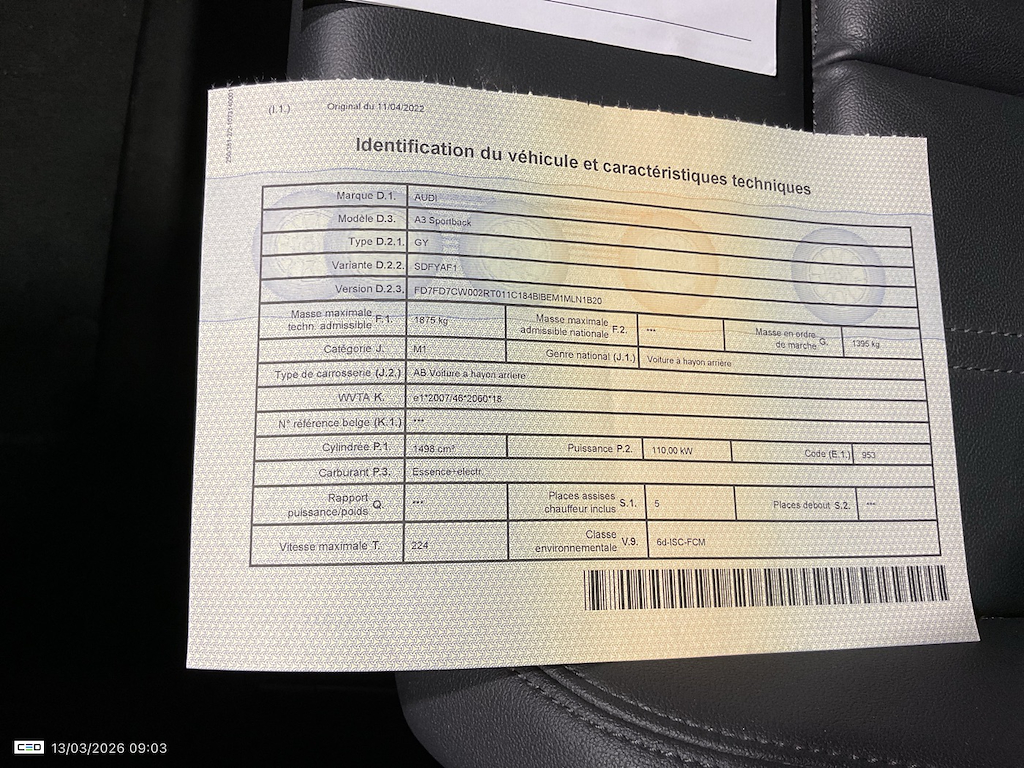 (I.1.) Original du 11/04/2022
Identification du véhicule et caractéristiques techniques
Marque D.1. AUDI
Modèle D.3. A3 Sportback
Type D.2.1. GY
Variante D.2.2. SDFYAF1
Version D.2.3. FD7FD7CW002RT011C184BIBEM1MLN1B20
Masse maximale techn. admissible F.1. 1875 kg Masse maximale admissible nationale F.2. *** Masse en ordre de marche G. 1395 kg
Catégorie J. M1 Genre national (J.1.) Voiture à hayon arrière
Type de carrosserie (J.2.) AB Voiture à hayon arrière
WVTA K. e1*2007/46*2060*18
N° référence belge (K.1.) ***
Cylindrée P.1. 1498 cm³ Puissance P.2. 110,00 kW Code (E.1.) 953
Carburant P.3. Essence+électr.
Rapport puissance/poids Q. *** Places assises chauffeur inclus S.1. 5 Places debout S.2. ***
Vitesse maximale T. 224 Classe environnementale V.9. 6d-ISC-FCM
13/03/2026 09:03